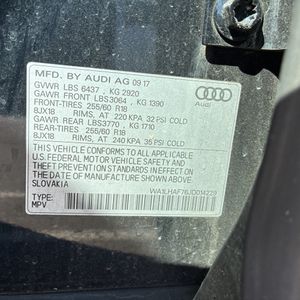 MFD. BY AUDI AG 09.17
GVWR LBS 6437 , KG 2920
GAWR FRONT LBS3064 , KG 1390
FRONT-TIRES: 255/60 R18
8JX18 RIMS, AT 220 KPA 32 PSI COLD
GAWR REAR LBS3770 , KG 1710
REAR-TIRES: 255/60 R18
8JX18 RIMS, AT 240 KPA 35 PSI COLD
Audi
THIS VEHICLE CONFORMS TO ALL APPLICABLE
U.S. FEDERAL MOTOR VEHICLE SAFETY AND
THEFT PREVENTION STANDARDS IN EFFECT ON
DATE OF MANUFACTURE SHOWN ABOVE.
SLOVAKIA
TYPE: WA1LHAF76JD014228
MPV